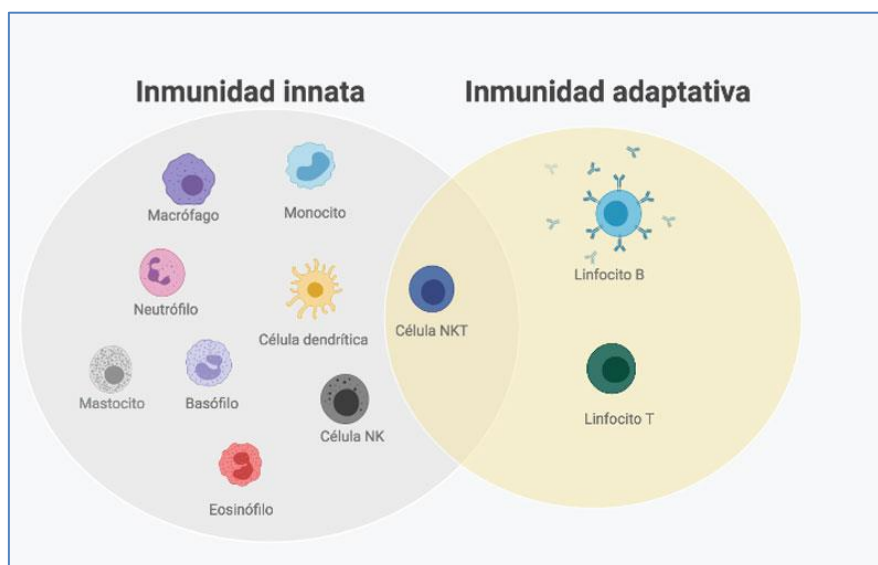 Inmunidad innata
Inmunidad adaptativa
Macrófago
Monocito
Neutrófilo
Célula dendrítica
Mastocito
Basófilo
Célula NK
Eosinófilo
Célula NKT
Linfocito B
Linfocito T